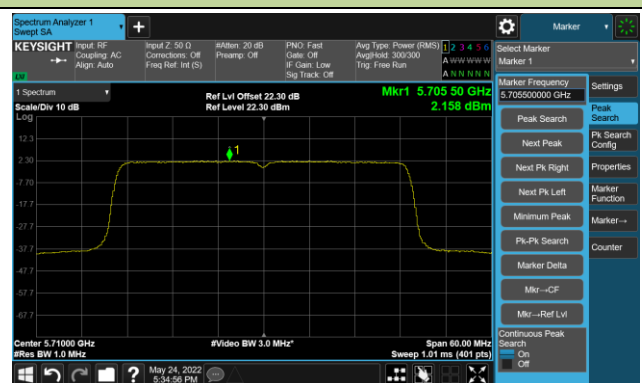 Spectrum Analyzer 1
Swept SA
Marker
KEYSIGHT
Input: RF
Coupling: AC
Align: Auto
Input Z: 50 Ω
Corrections: Off
Freq Ref: Int (S)
#Atten: 20 dB
Preamp: Off
PNO: Fast
Gate: Off
IF Gain: Low
Sig Track: Off
Avg Type: Power (RMS)
Avg|Hold: 300/300
Trig: Free Run
1 2 3 4 5 6
A W W W W W
A N N N N N
LW
1 Spectrum
Scale/Div 10 dB
Ref Lvl Offset 22.30 dB
Ref Level 22.30 dBm
Mkr1 5.705 50 GHz
2.158 dBm
Log
12.3
2.30
-7.70
-17.7
-27.7
-37.7
-47.7
-57.7
-67.7
1
Center 5.71000 GHz
#Res BW 1.0 MHz
#Video BW 3.0 MHz*
Span 60.00 MHz
Sweep 1.01 ms (401 pts)
Select Marker
Marker 1
Marker Frequency
5.705500000 GHz
Peak Search
Next Peak
Next Pk Right
Next Pk Left
Minimum Peak
Pk-Pk Search
Marker Delta
Mkr→CF
Mkr→Ref Lvl
Continuous Peak
Search
On
Off
Settings
Peak
Search
Pk Search
Config
Properties
Marker
Function
Marker→
Counter
May 24, 2022
5:34:56 PM